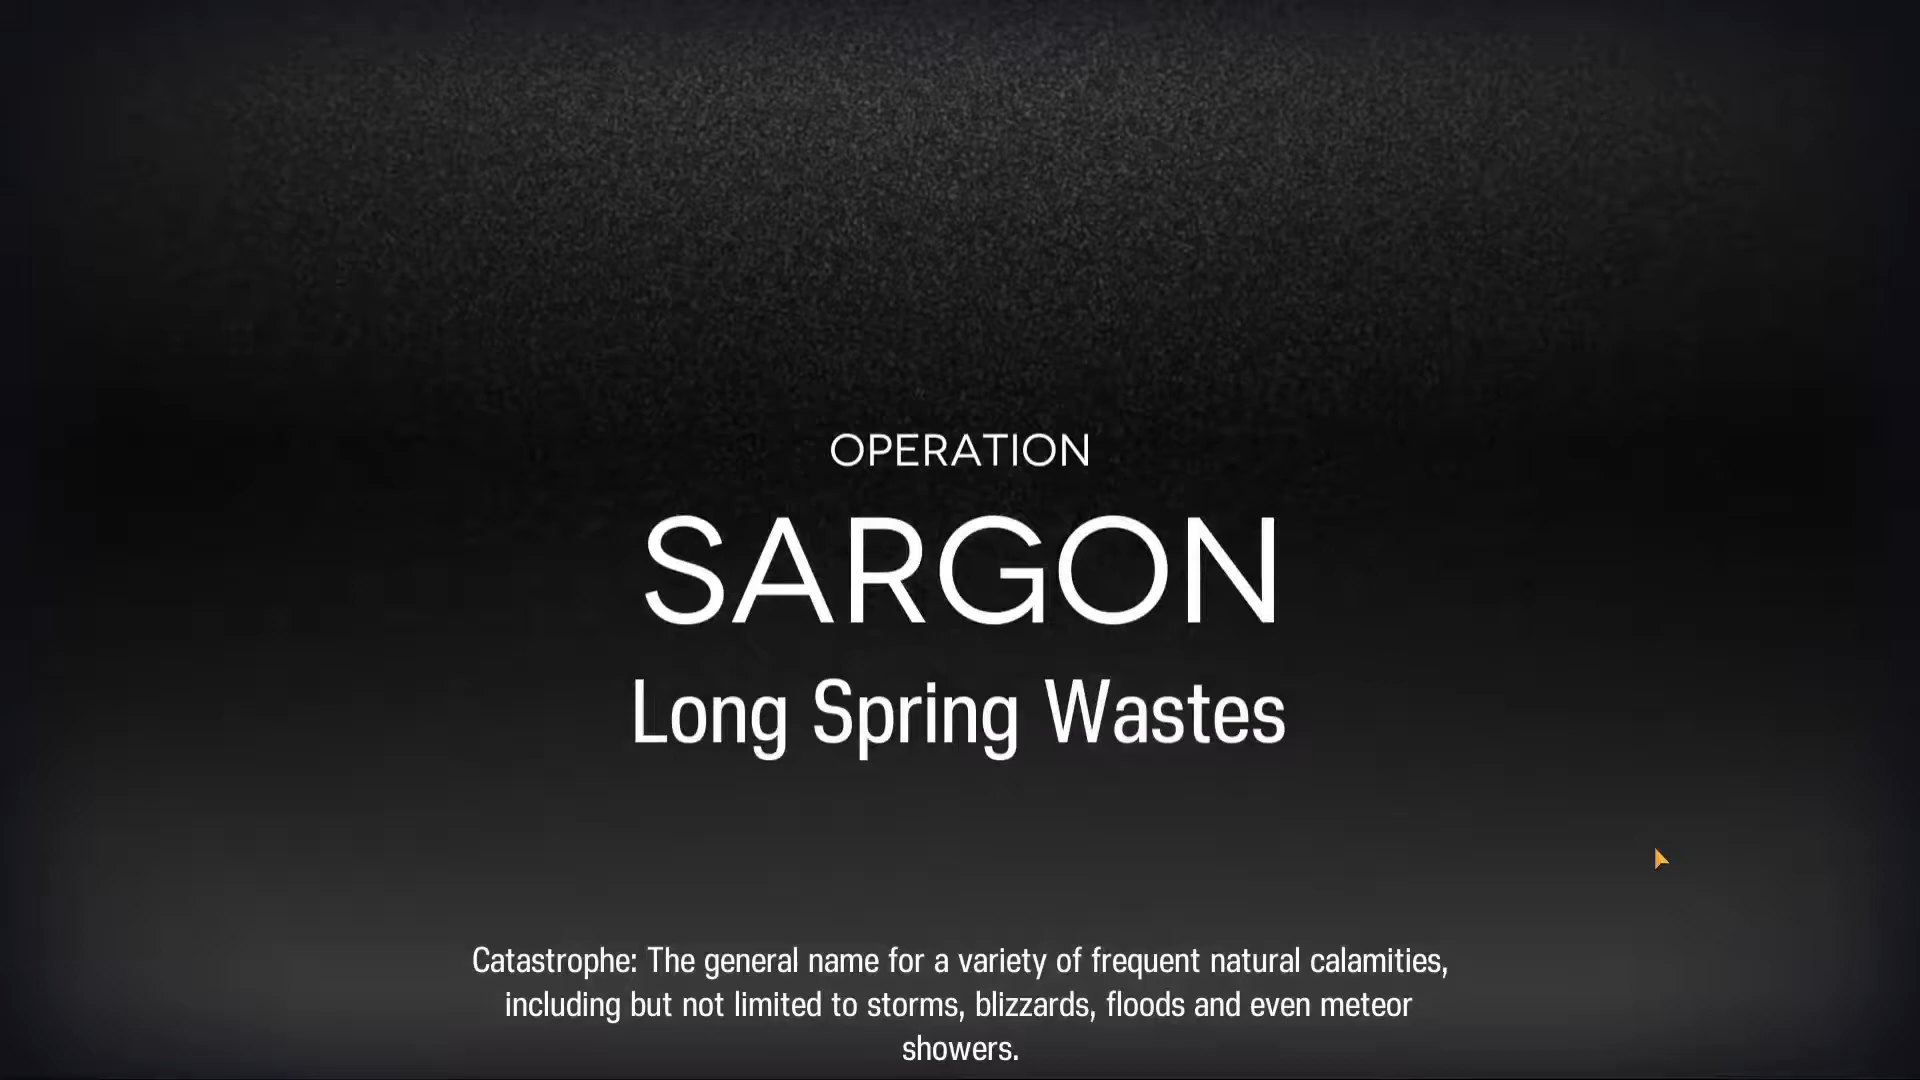 OPERATION
SARGON
Long Spring Wastes
Catastrophe: The general name for a variety of frequent natural calamities,
including but not limited to storms, blizzards, floods and even meteor
showers.